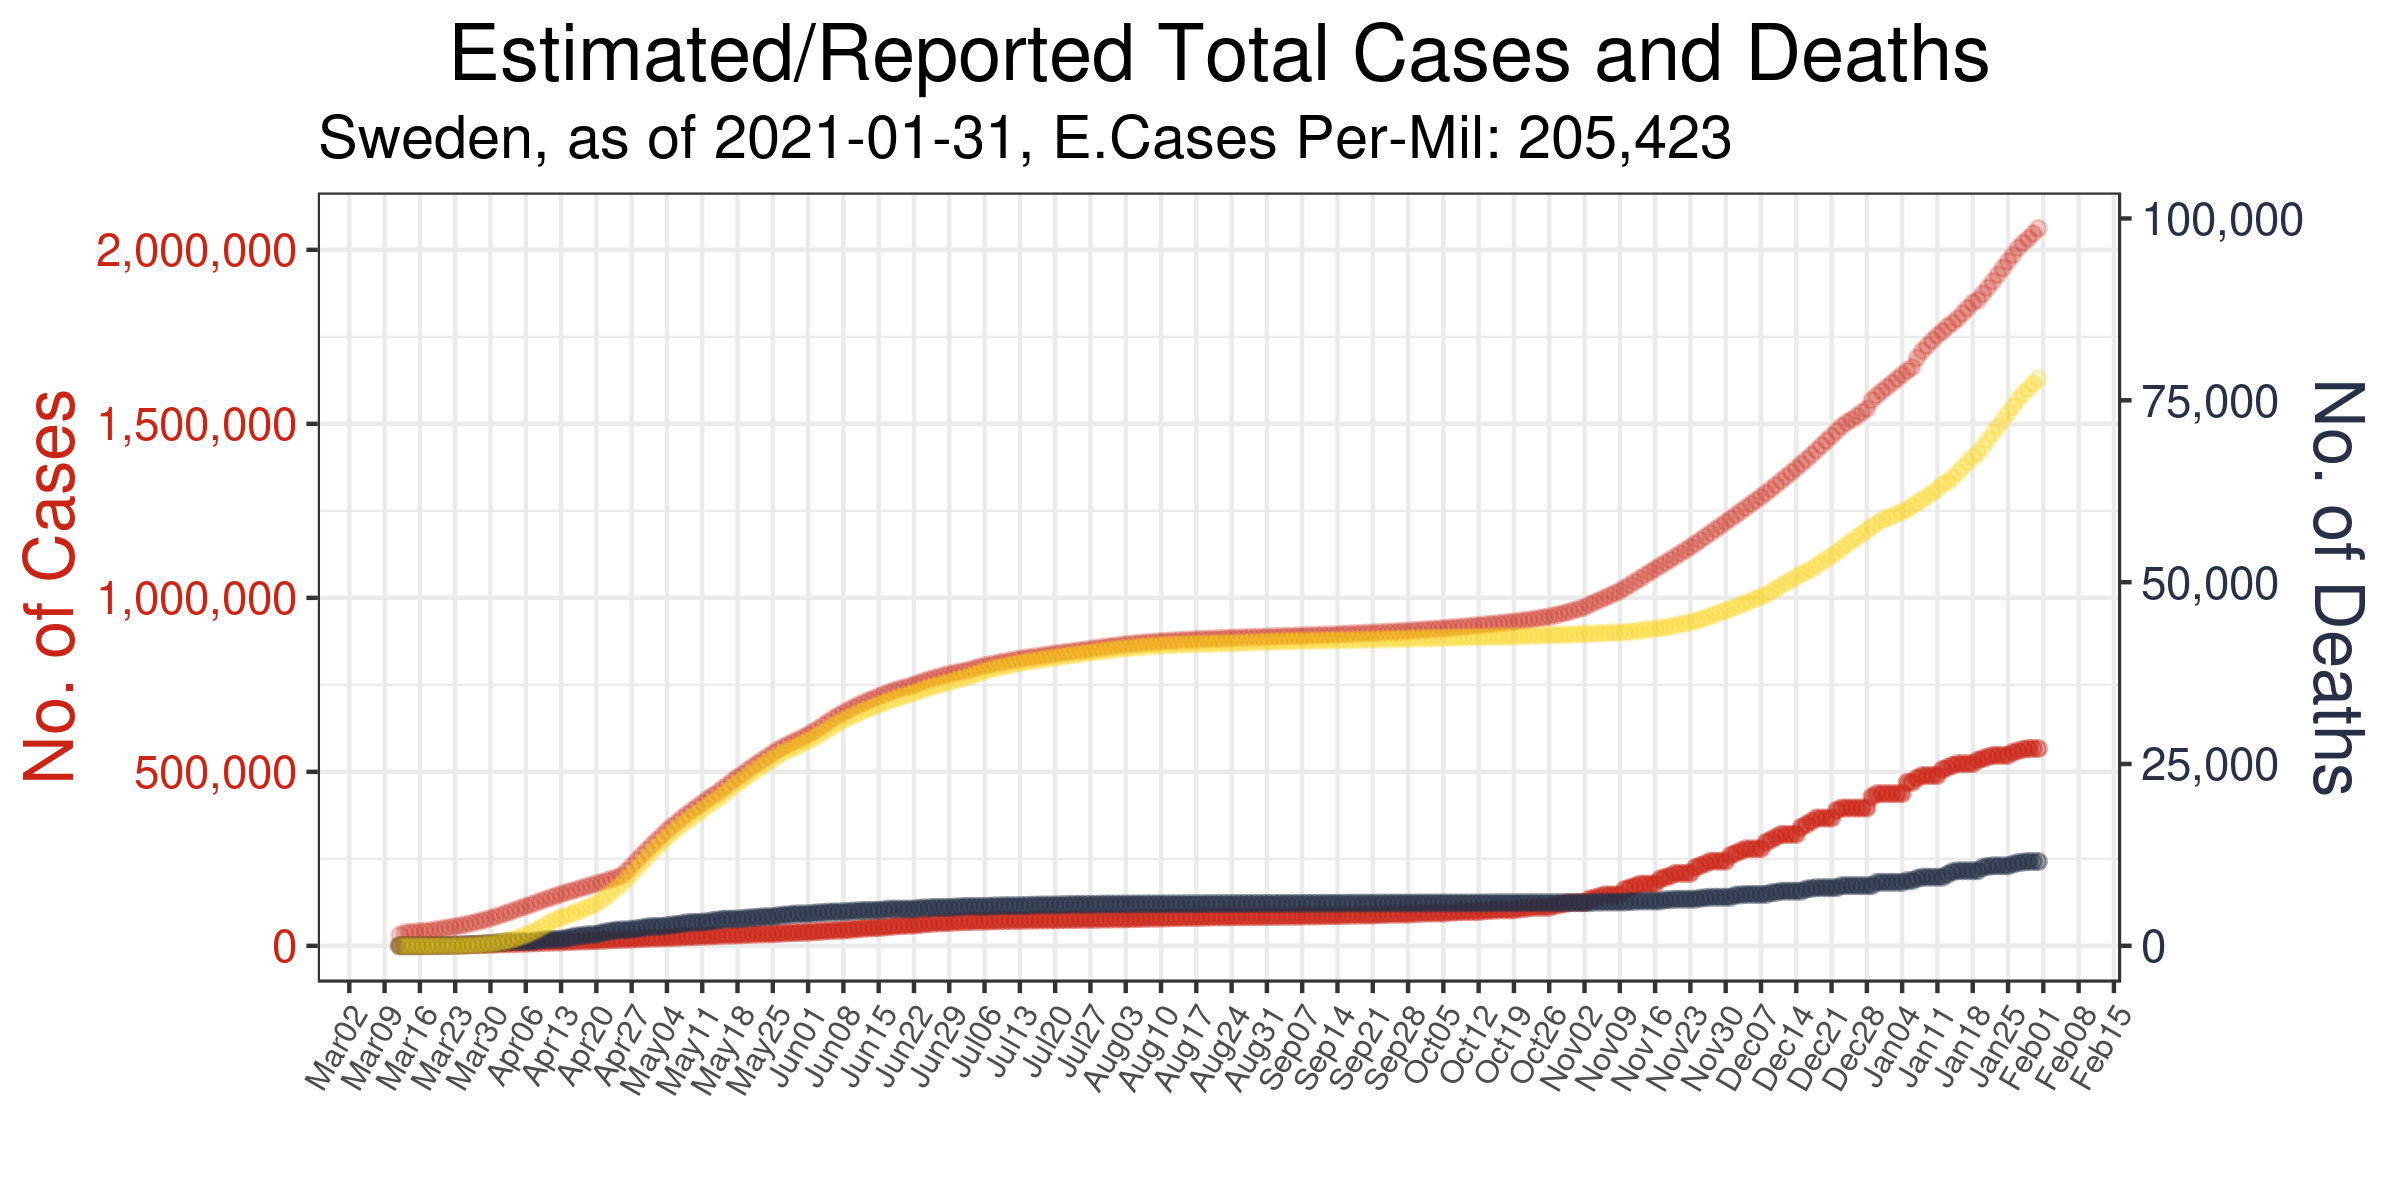 Estimated/Reported Total Cases and Deaths
Sweden, as of 2021-01-31, E.Cases Per-Mil: 205,423
No. of Cases
2,000,000
1,500,000
1,000,000
500,000
0
100,000
75,000
50,000
25,000
0
No. of Deaths
Mar02 Mar09 Mar16 Mar23 Mar30 Apr06 Apr13 Apr20 Apr27 May04 May11 May18 May25 Jun01 Jun08 Jun15 Jun22 Jun29 Jul06 Jul13 Jul20 Jul27 Aug03 Aug10 Aug17 Aug24 Aug31 Sep07 Sep14 Sep21 Sep28 Oct05 Oct12 Oct19 Oct26 Nov02 Nov09 Nov16 Nov23 Nov30 Dec07 Dec14 Dec21 Dec28 Jan04 Jan11 Jan18 Jan25 Feb01 Feb08 Feb15